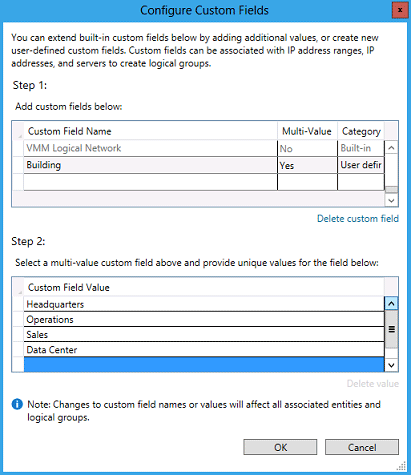 Configure Custom Fields
x
You can extend built-in custom fields below by adding additional values, or create new
user-defined custom fields. Custom fields can be associated with IP address ranges, IP
addresses, and servers to create logical groups.
Step 1:
Add custom fields below:
Custom Field Name Multi-Value Category
VMM Logical Network No Built-in
Building Yes User defin
Delete custom field
Step 2:
Select a multi-value custom field above and provide unique values for the field below:
Custom Field Value
Headquarters
Operations
Sales
Data Center
Delete value
Note: Changes to custom field names or values will affect all associated entities and
logical groups.
OK Cancel